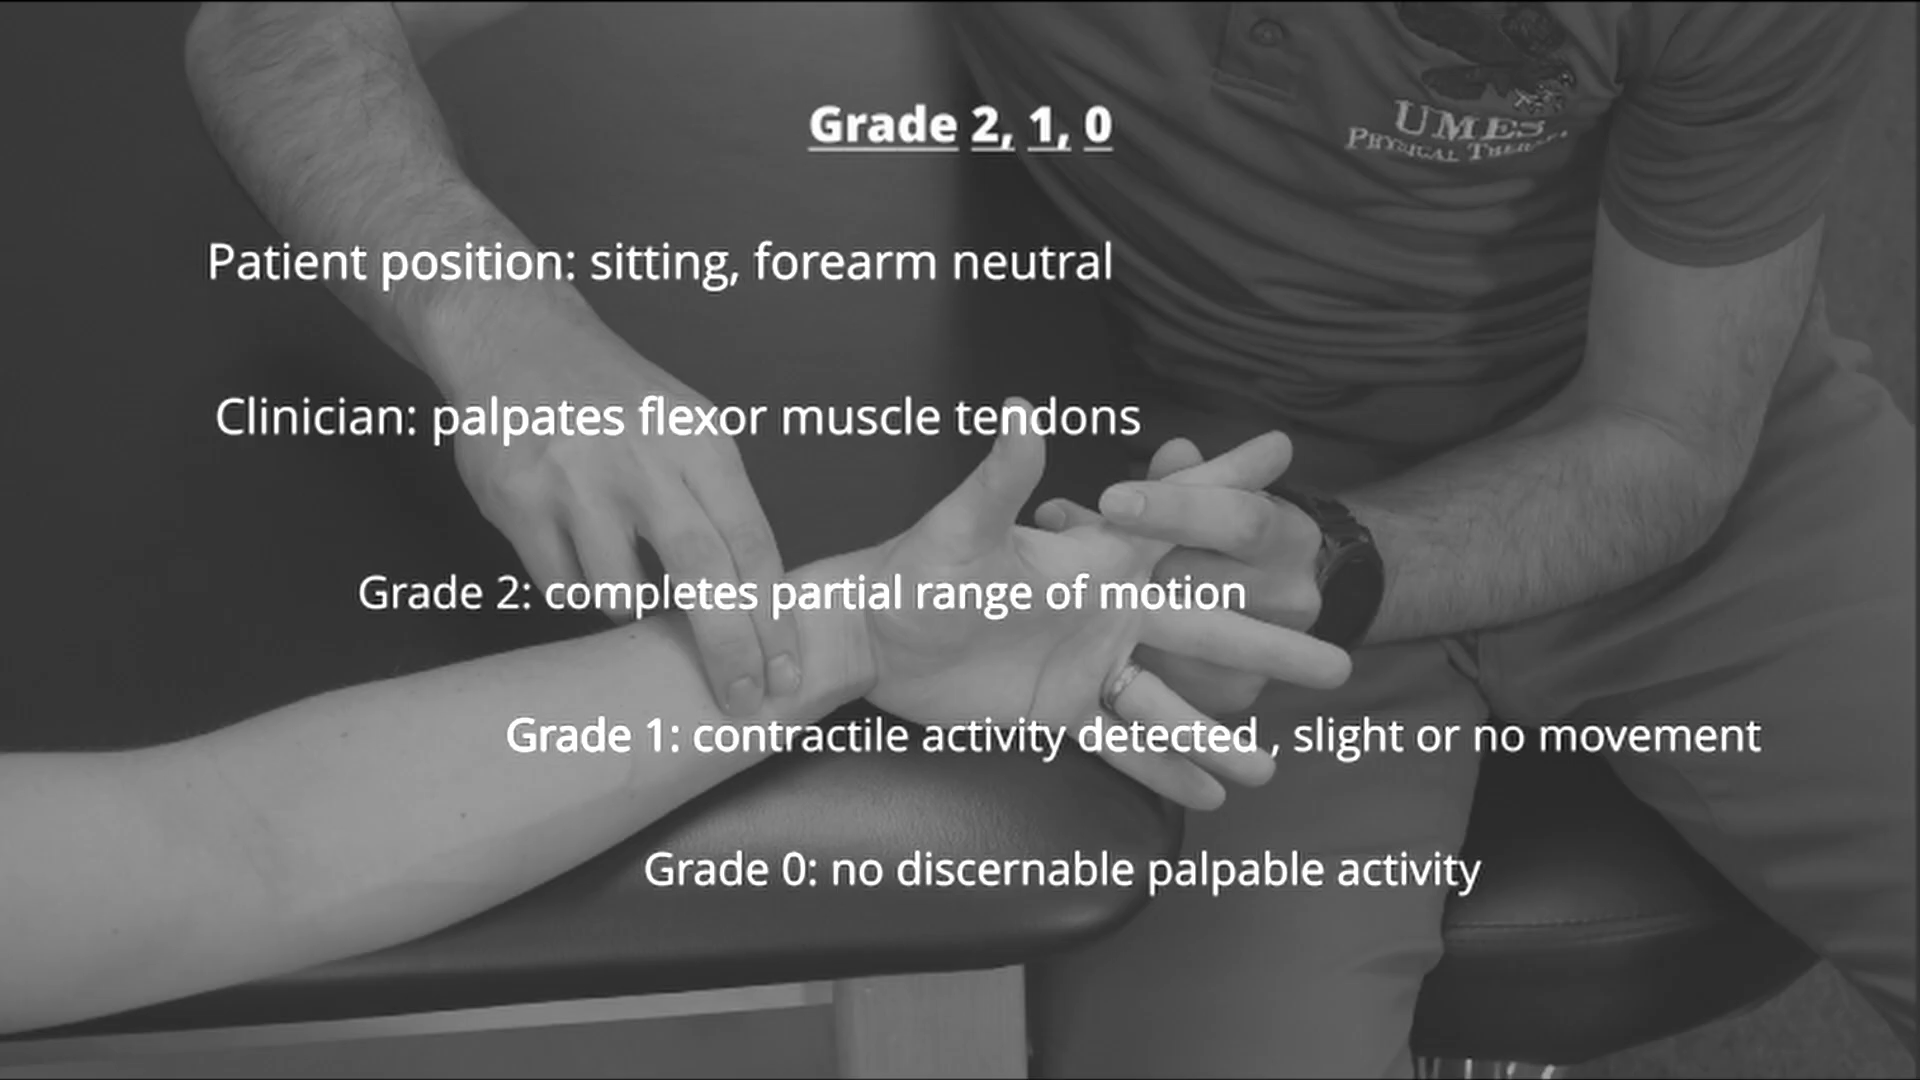 Grade 2, 1, 0
UMES
PHYSICAL
Patient position: sitting, forearm neutral
Clinician: palpates flexor muscle tendons
Grade 2: completes partial range of motion
Grade 1: contractile activity detected , slight or no movement
Grade 0: no discernable palpable activity